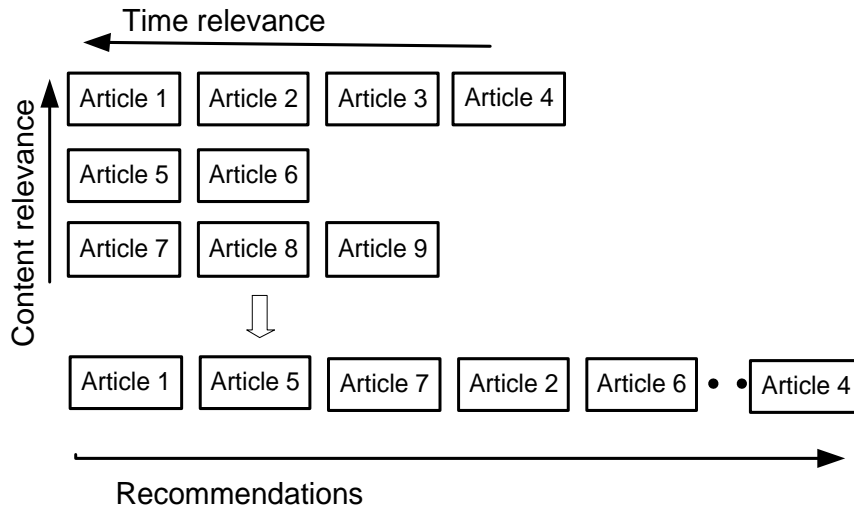 Time relevance
Article 1 Article 2 Article 3 Article 4
Content relevance
Article 5 Article 6
Article 7 Article 8 Article 9
Article 1 Article 5 Article 7 Article 2 Article 6 • • Article 4
Recommendations